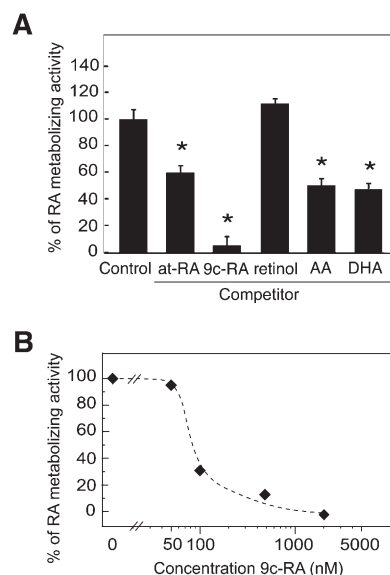 A
% of RA metabolizing activity
140
120
100
80
60
40
20
0
* * * *
Control at-RA 9c-RA retinol AA DHA
Competitor
B
% of RA metabolizing activity
100
80
60
40
20
0
0 50 100 1000 5000
Concentration 9c-RA (nM)